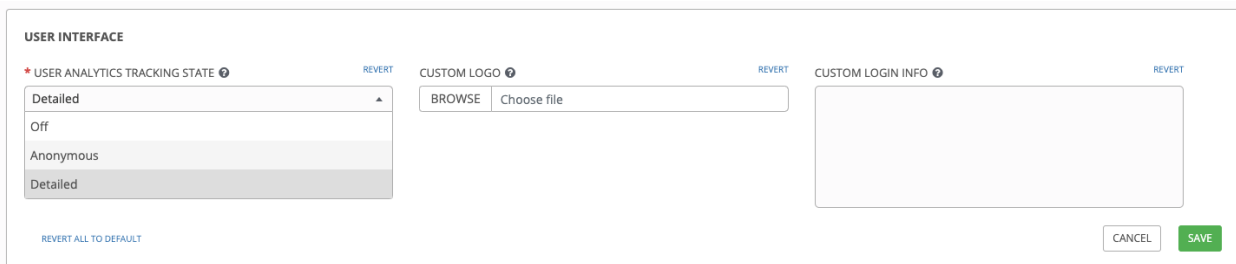 USER INTERFACE
* USER ANALYTICS TRACKING STATE ? REVERT
CUSTOM LOGO ? REVERT
CUSTOM LOGIN INFO ? REVERT
Detailed
BROWSE Choose file
Off
Anonymous
Detailed
REVERT ALL TO DEFAULT
CANCEL SAVE